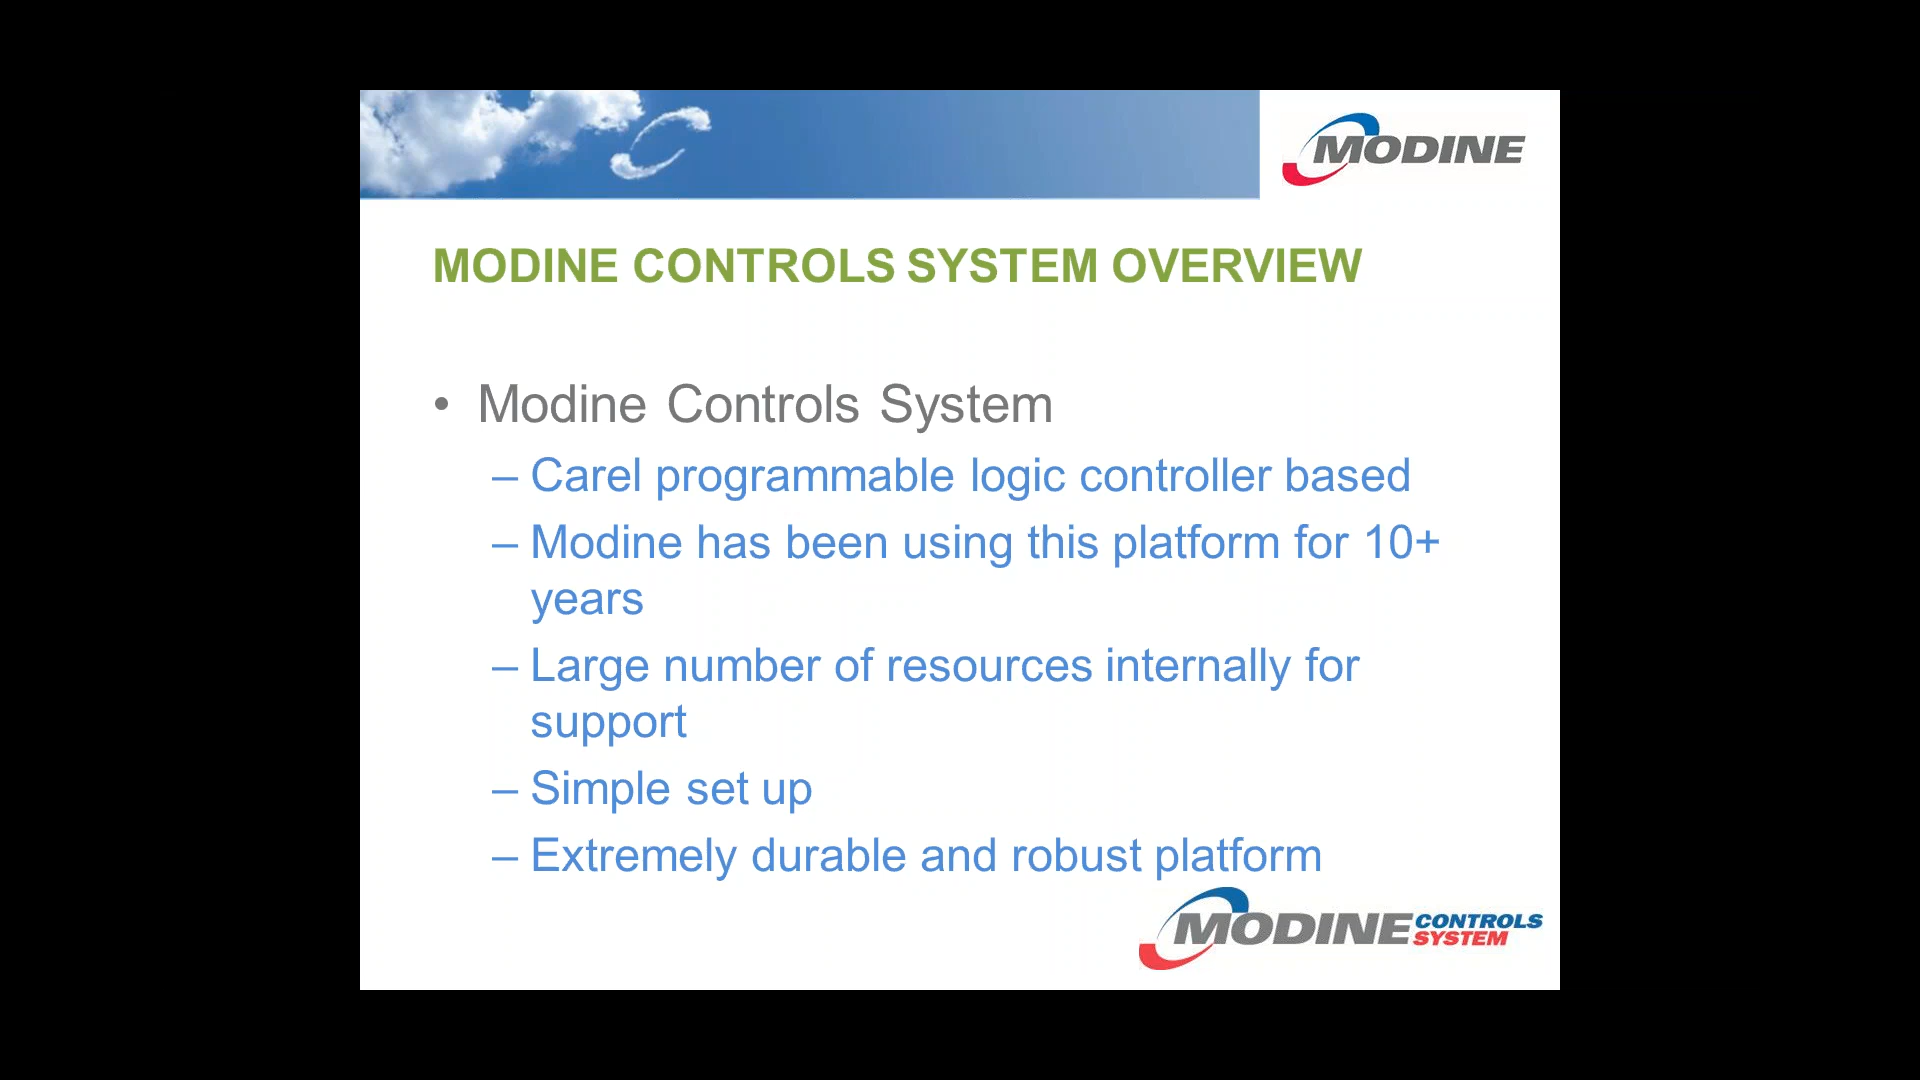 MODINE
MODINE CONTROLS SYSTEM OVERVIEW
• Modine Controls System
– Carel programmable logic controller based
– Modine has been using this platform for 10+
years
– Large number of resources internally for
support
– Simple set up
– Extremely durable and robust platform
MODINE CONTROLS
SYSTEM